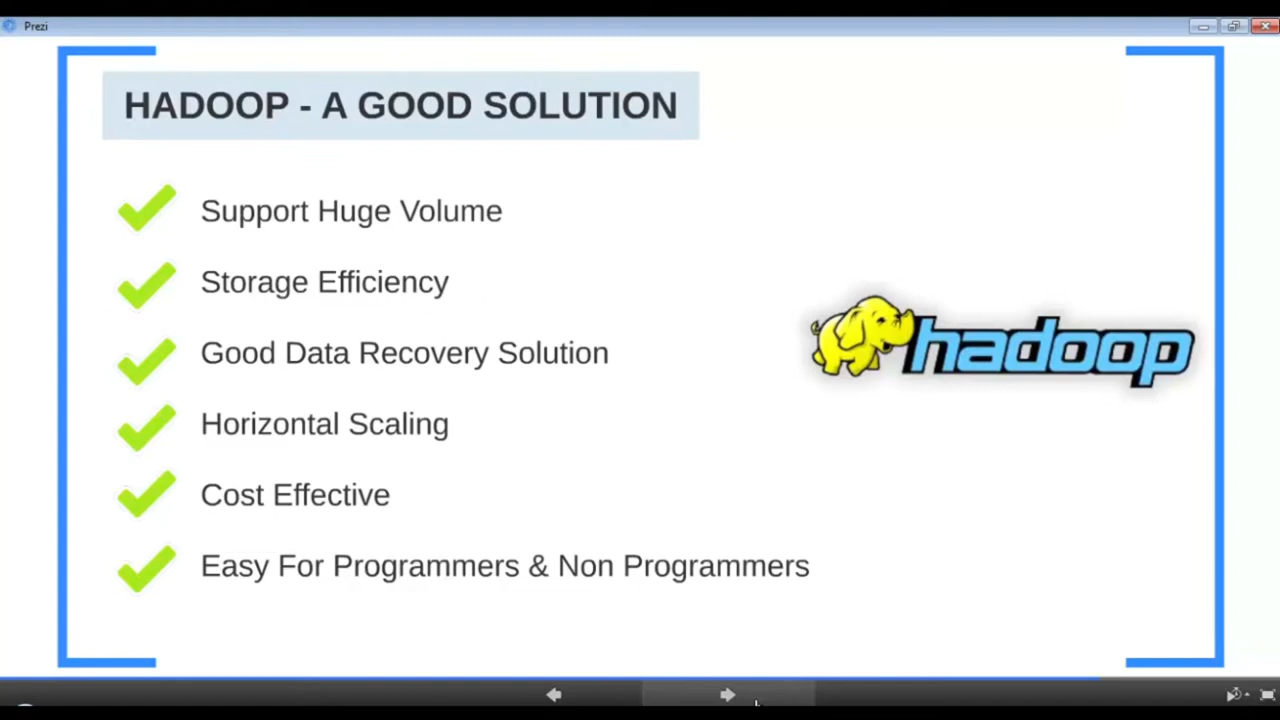 Prezi
HADOOP - A GOOD SOLUTION
Support Huge Volume
Storage Efficiency
Good Data Recovery Solution
hadoop
Horizontal Scaling
Cost Effective
Easy For Programmers & Non Programmers